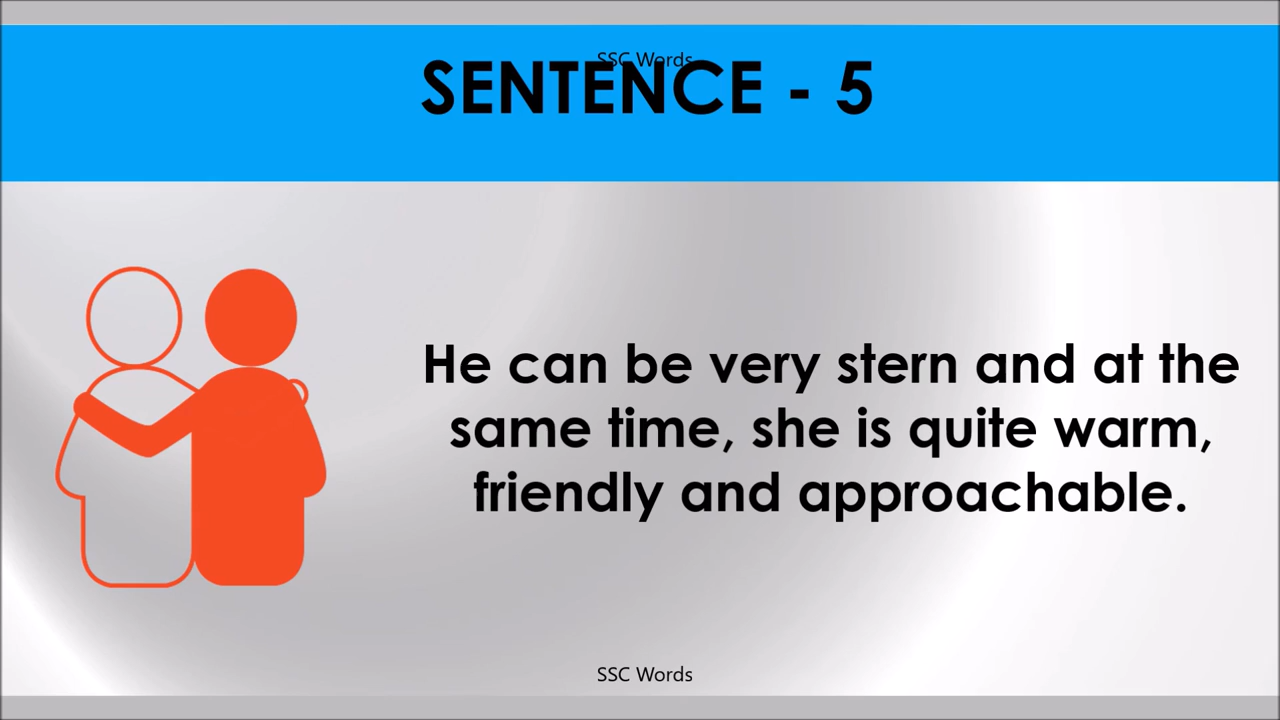 SSC Words
SENTENCE - 5
He can be very stern and at the
same time, she is quite warm,
friendly and approachable.
SSC Words